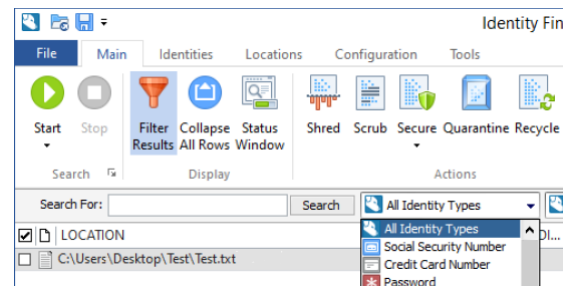 Identity Fin
File Main Identities Locations Configuration Tools
Start Stop Filter Results Collapse All Rows Status Window Shred Scrub Secure Quarantine Recycle
Search Display Actions
Search For: Search All Identity Types
LOCATION All Identity Types DI...
C:\Users\Desktop\Test\Test.txt Social Security Number
Credit Card Number
Password